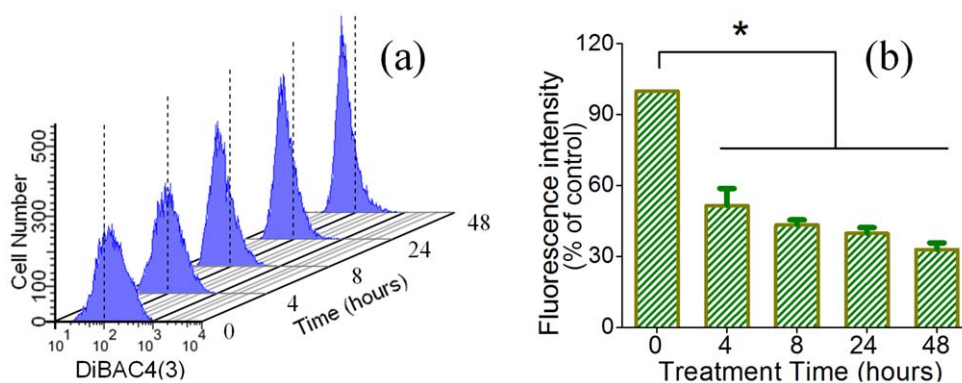 (a)
Cell Number
500
300
100
0
10^1 10^2 10^3 10^4
DiBAC4(3)
0
4
8
24
48
Time (hours)
(b)
*
Fluorescence intensity
(% of control)
120
90
60
30
0
0 4 8 24 48
Treatment Time (hours)